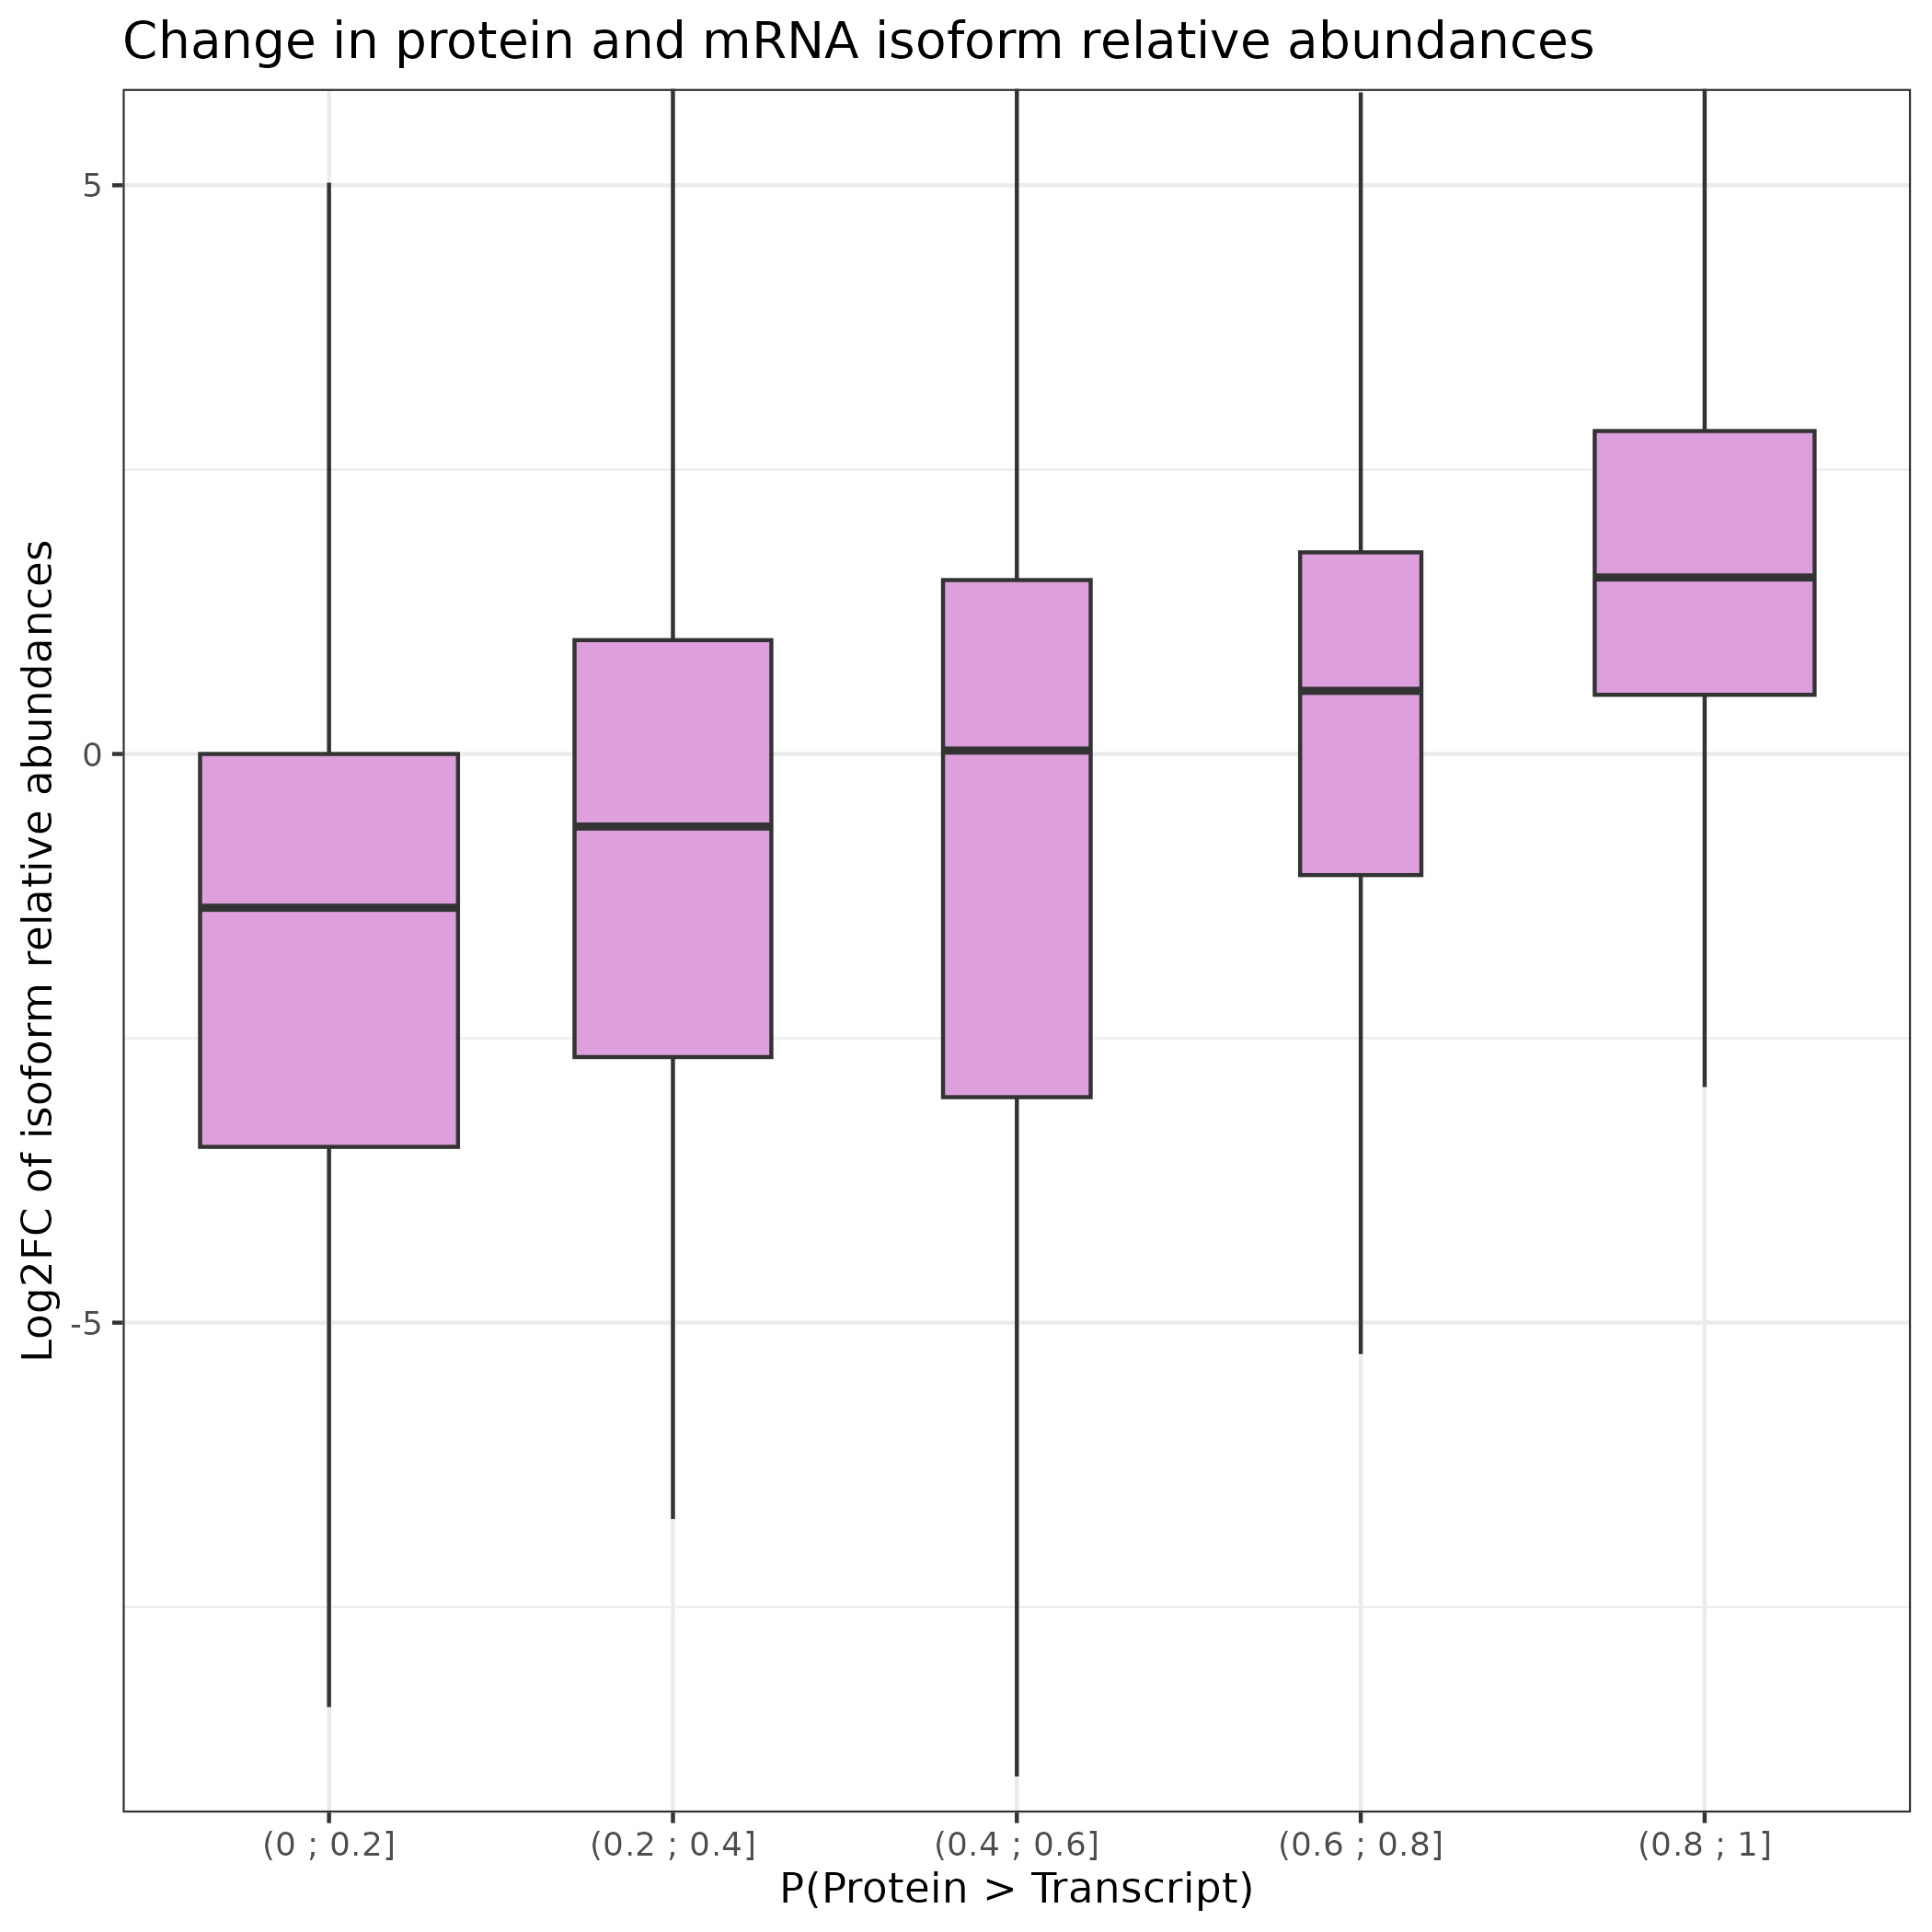 Change in protein and mRNA isoform relative abundances
Log2FC of isoform relative abundances
5
0
-5
(0 ; 0.2]
(0.2 ; 0.4]
(0.4 ; 0.6]
(0.6 ; 0.8]
(0.8 ; 1]
P(Protein > Transcript)